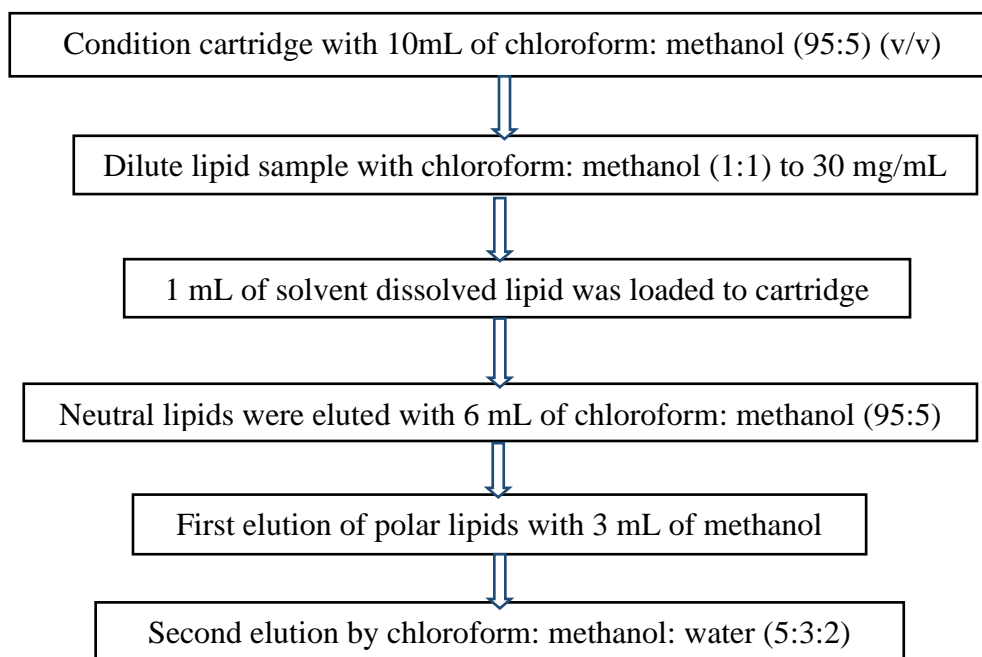 Condition cartridge with 10mL of chloroform: methanol (95:5) (v/v)
Dilute lipid sample with chloroform: methanol (1:1) to 30 mg/mL
1 mL of solvent dissolved lipid was loaded to cartridge
Neutral lipids were eluted with 6 mL of chloroform: methanol (95:5)
First elution of polar lipids with 3 mL of methanol
Second elution by chloroform: methanol: water (5:3:2)